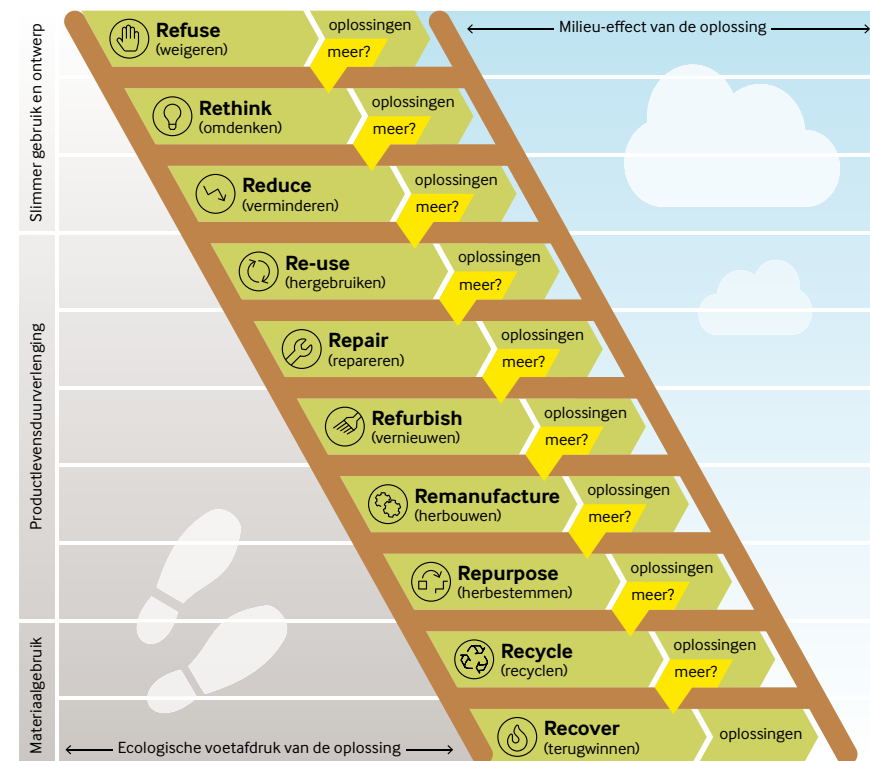 Milieu-effect van de oplossing
Slimmer gebruik en ontwerp
Refuse
(weigeren)
oplossingen
meer?
Rethink
(omdenken)
oplossingen
meer?
Reduce
(verminderen)
oplossingen
meer?
Productlevensduurverlenging
Re-use
(hergebruiken)
oplossingen
meer?
Repair
(repareren)
oplossingen
meer?
Refurbish
(vernieuwen)
oplossingen
meer?
Remanufacture
(herbouwen)
oplossingen
meer?
Repurpose
(herbestemmen)
oplossingen
meer?
Materiaalgebruik
Recycle
(recyclen)
oplossingen
meer?
Recover
(terugwinnen)
oplossingen
Ecologische voetafdruk van de oplossing